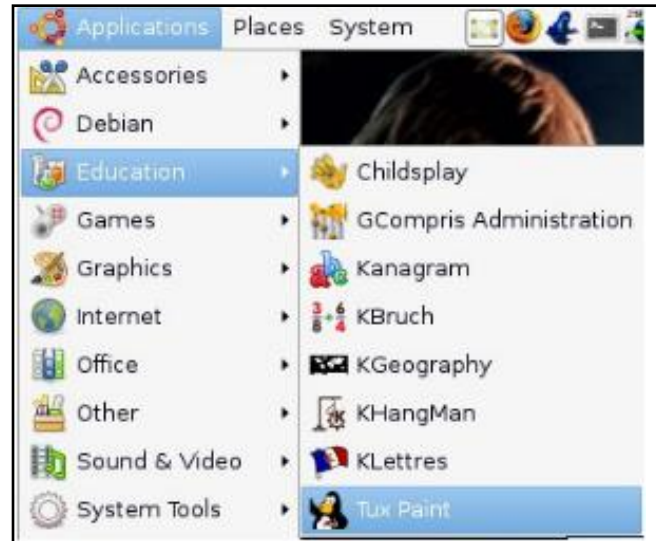 Applications Places System
Accessories
Debian
Education
Games
Graphics
Internet
Office
Other
Sound & Video
System Tools
Childsplay
GCompris Administration
Kanagram
KBruch
KGeography
KHangMan
KLettres
Tux Paint